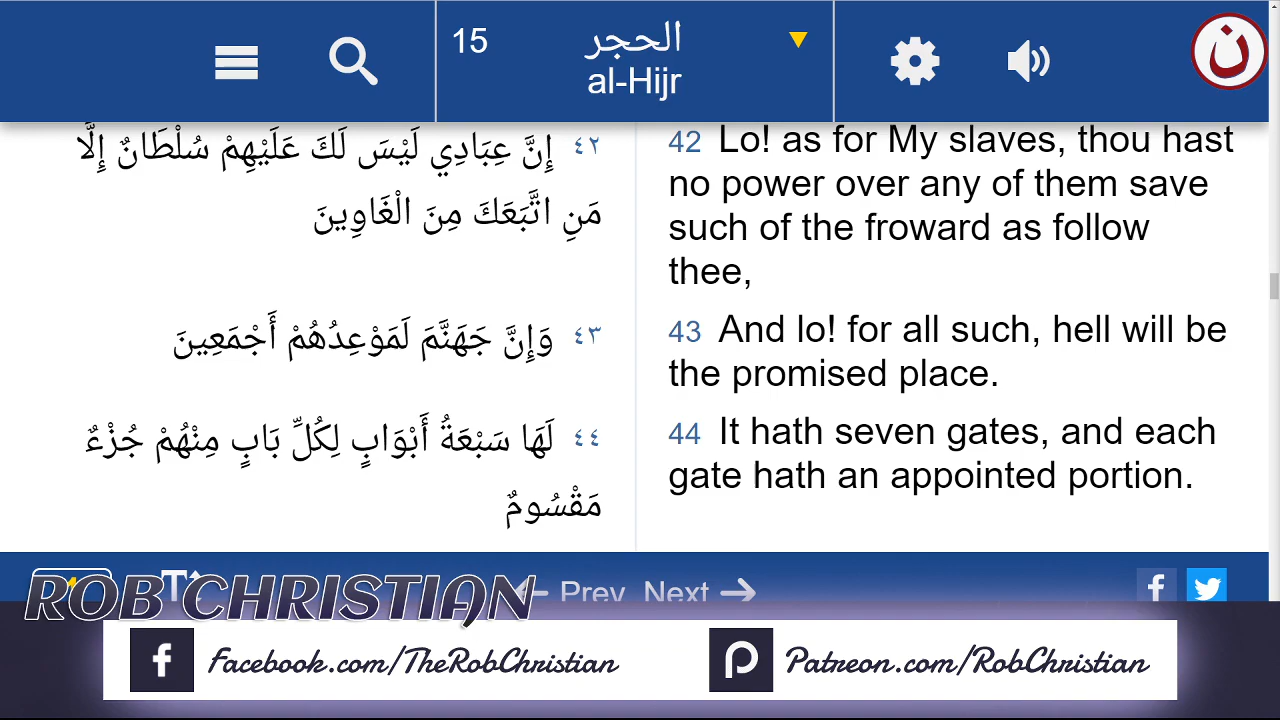 15
الحجر
al-Hijr
ن
٤٢ إِنَّ عِبَادِي لَيْسَ لَكَ عَلَيْهِمْ سُلْطَانٌ إِلَّا
مَنِ اتَّبَعَكَ مِنَ الْغَاوِينَ
٤٣ وَإِنَّ جَهَنَّمَ لَمَوْعِدُهُمْ أَجْمَعِينَ
٤٤ لَهَا سَبْعَةُ أَبْوَابٍ لِكُلِّ بَابٍ مِنْهُمْ جُزْءٌ
مَقْسُومٌ
42 Lo! as for My slaves, thou hast
no power over any of them save
such of the froward as follow
thee,
43 And lo! for all such, hell will be
the promised place.
44 It hath seven gates, and each
gate hath an appointed portion.
Prev Next
ROB CHRISTIAN
Facebook.com/TheRobChristian
Patreon.com/RobChristian